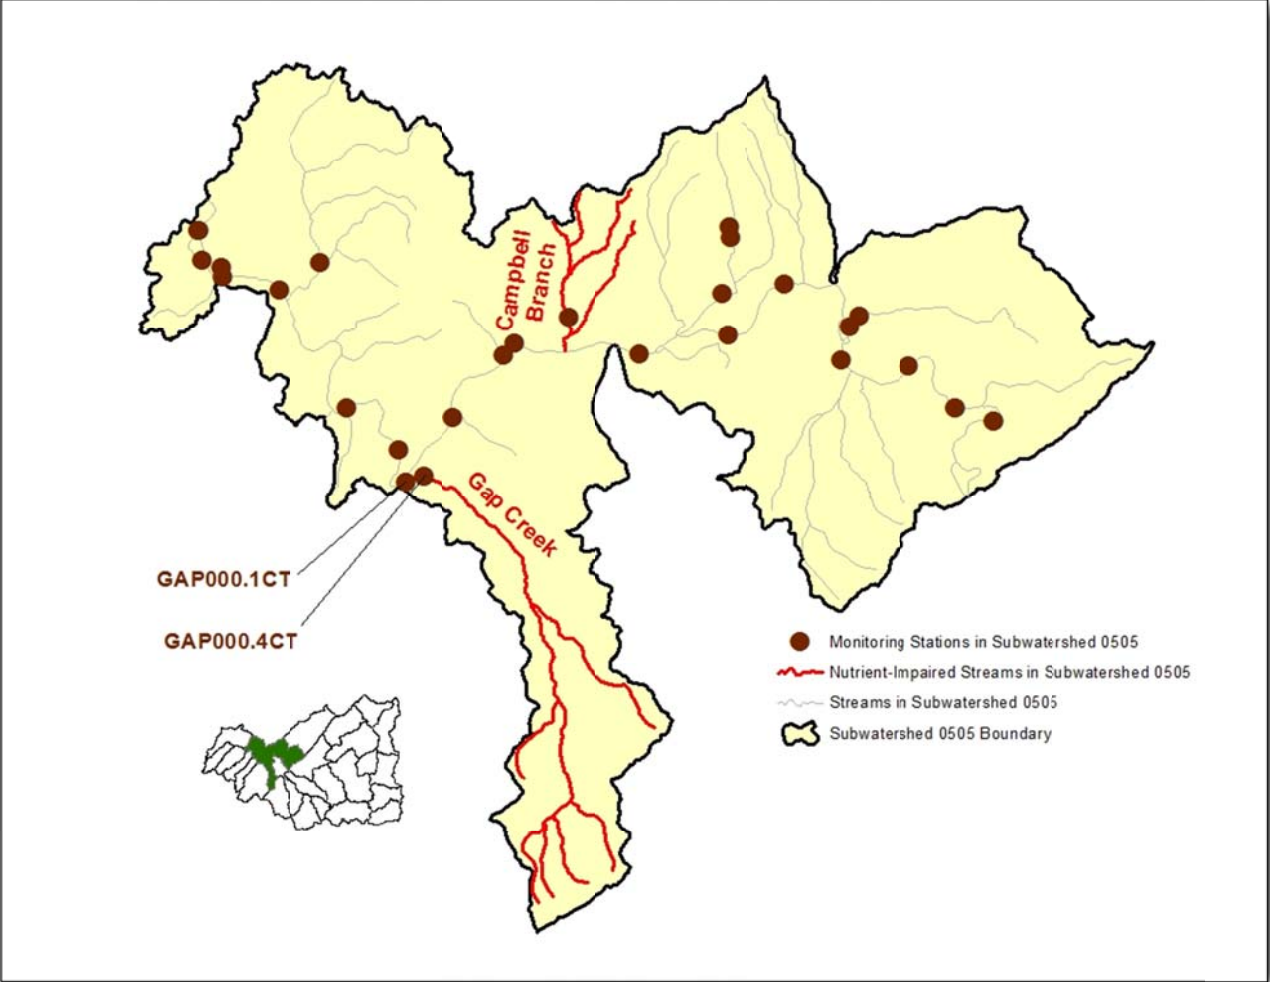 Campbell
Branch
Gap Creek
GAP000.1CT
GAP000.4CT
Monitoring Stations in Subwatershed 0505
Nutrient-Impaired Streams in Subwatershed 0505
Streams in Subwatershed 0505
Subwatershed 0505 Boundary